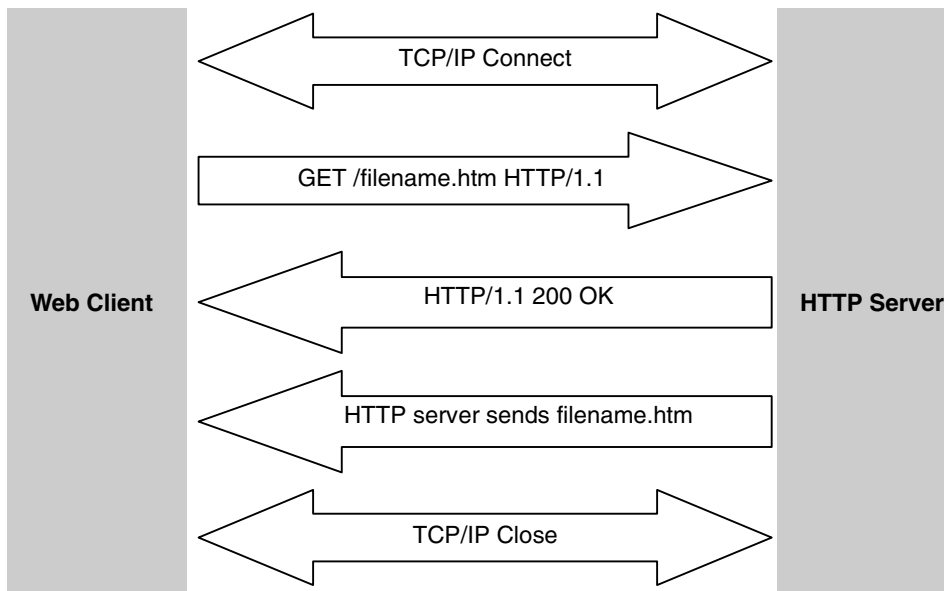 TCP/IP Connect
GET /filename.htm HTTP/1.1
Web Client
HTTP/1.1 200 OK
HTTP Server
HTTP server sends filename.htm
TCP/IP Close